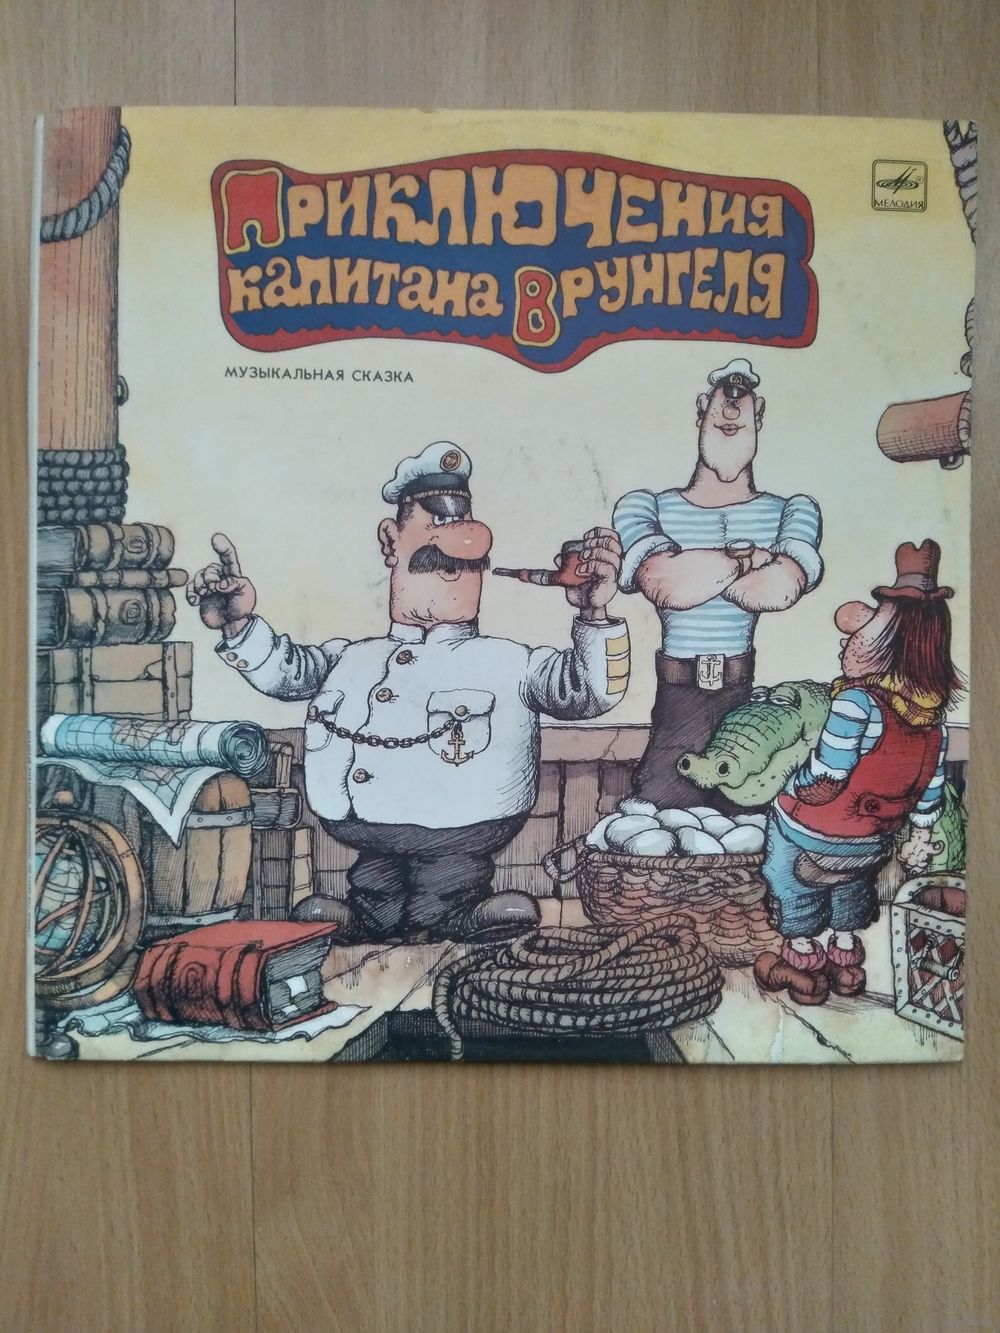 Приключения
капитана Врунгеля
МЕЛОДИЯ
МУЗЫКАЛЬНАЯ СКАЗКА